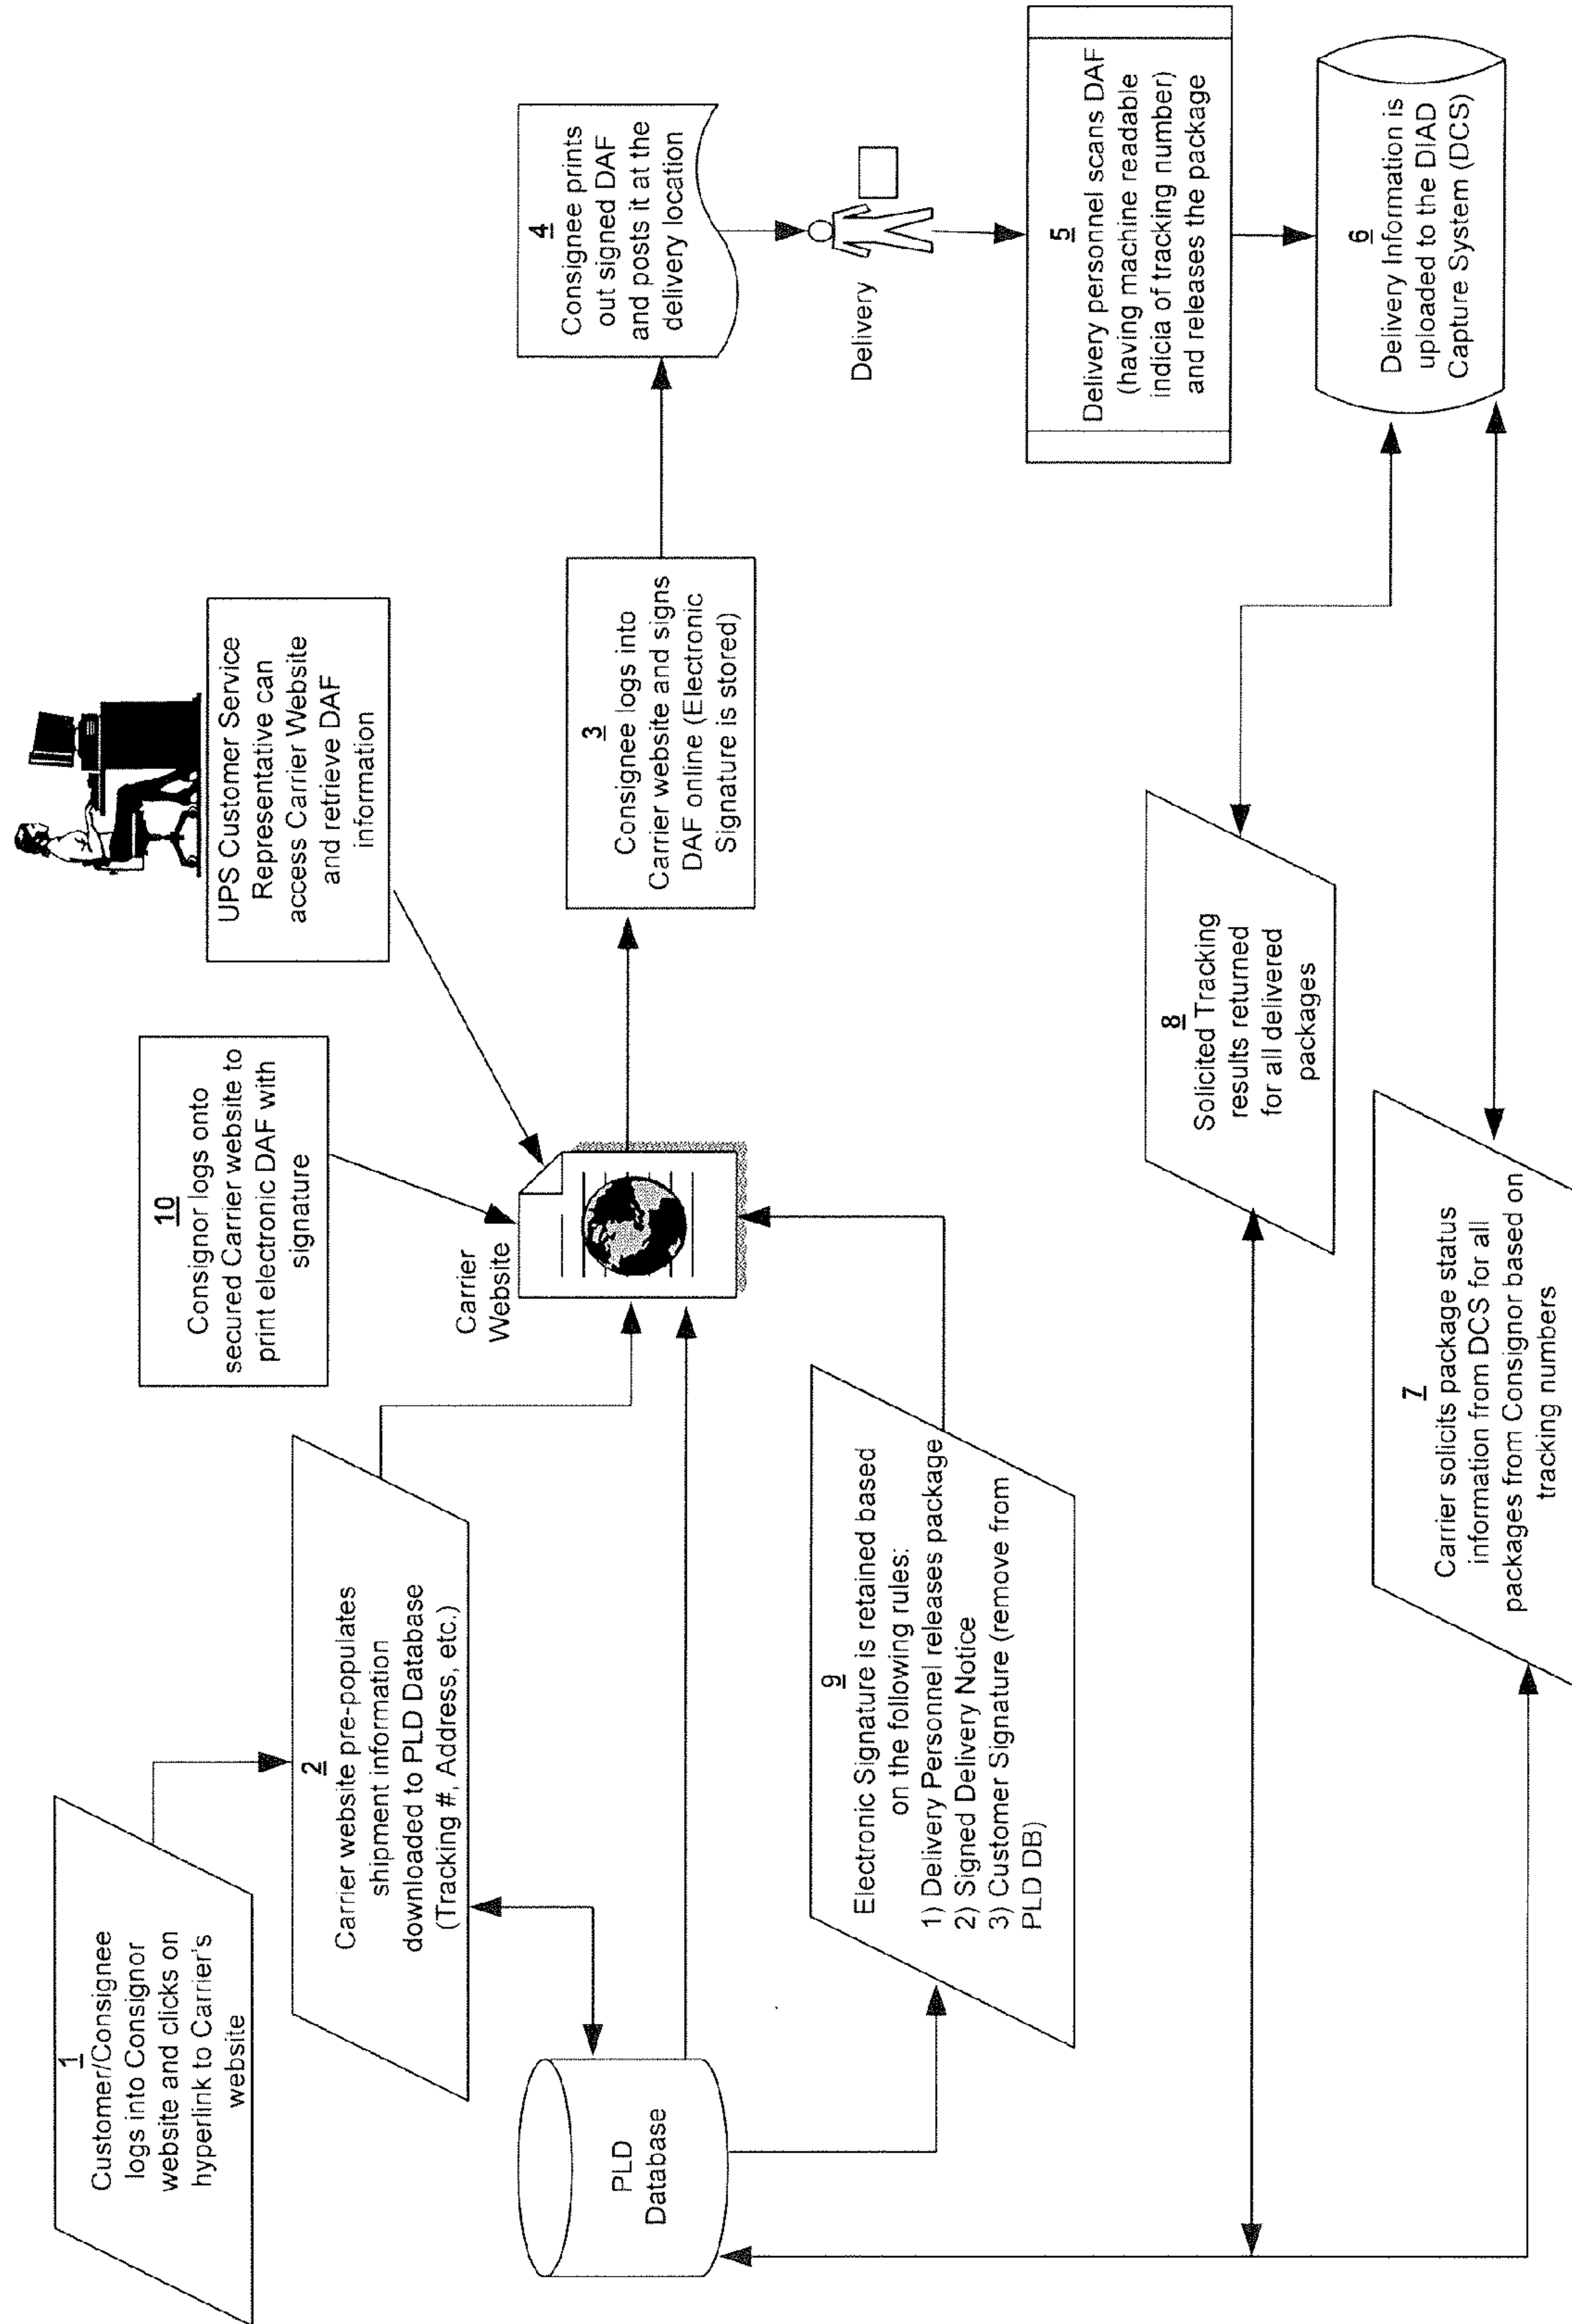 1
Customer/Consignee
logs into Consignor
website and clicks on
hyperlink to Carrier's
website
2
Carrier website pre-populates
shipment information
downloaded to PLD Database
(Tracking #, Address, etc.)
PLD
Database
10
Consignor logs onto
secured Carrier website to
print electronic DAF with
signature
UPS Customer Service
Representative can
access Carrier Website
and retrieve DAF
information
Carrier
Website
3
Consignee logs into
Carrier website and signs
DAF online (Electronic
Signature is stored)
4
Consignee prints
out signed DAF
and posts it at the
delivery location
Delivery
5
Delivery personnel scans DAF
(having machine readable
indicia of tracking number)
and releases the package
6
Delivery Information is
uploaded to the DIAD
Capture System (DCS)
9
Electronic Signature is retained based
on the following rules:
1) Delivery Personnel releases package
2) Signed Delivery Notice
3) Customer Signature (remove from
PLD DB)
8
Solicited Tracking
results returned
for all delivered
packages
7
Carrier solicits package status
information from DCS for all
packages from Consignor based on
tracking numbers